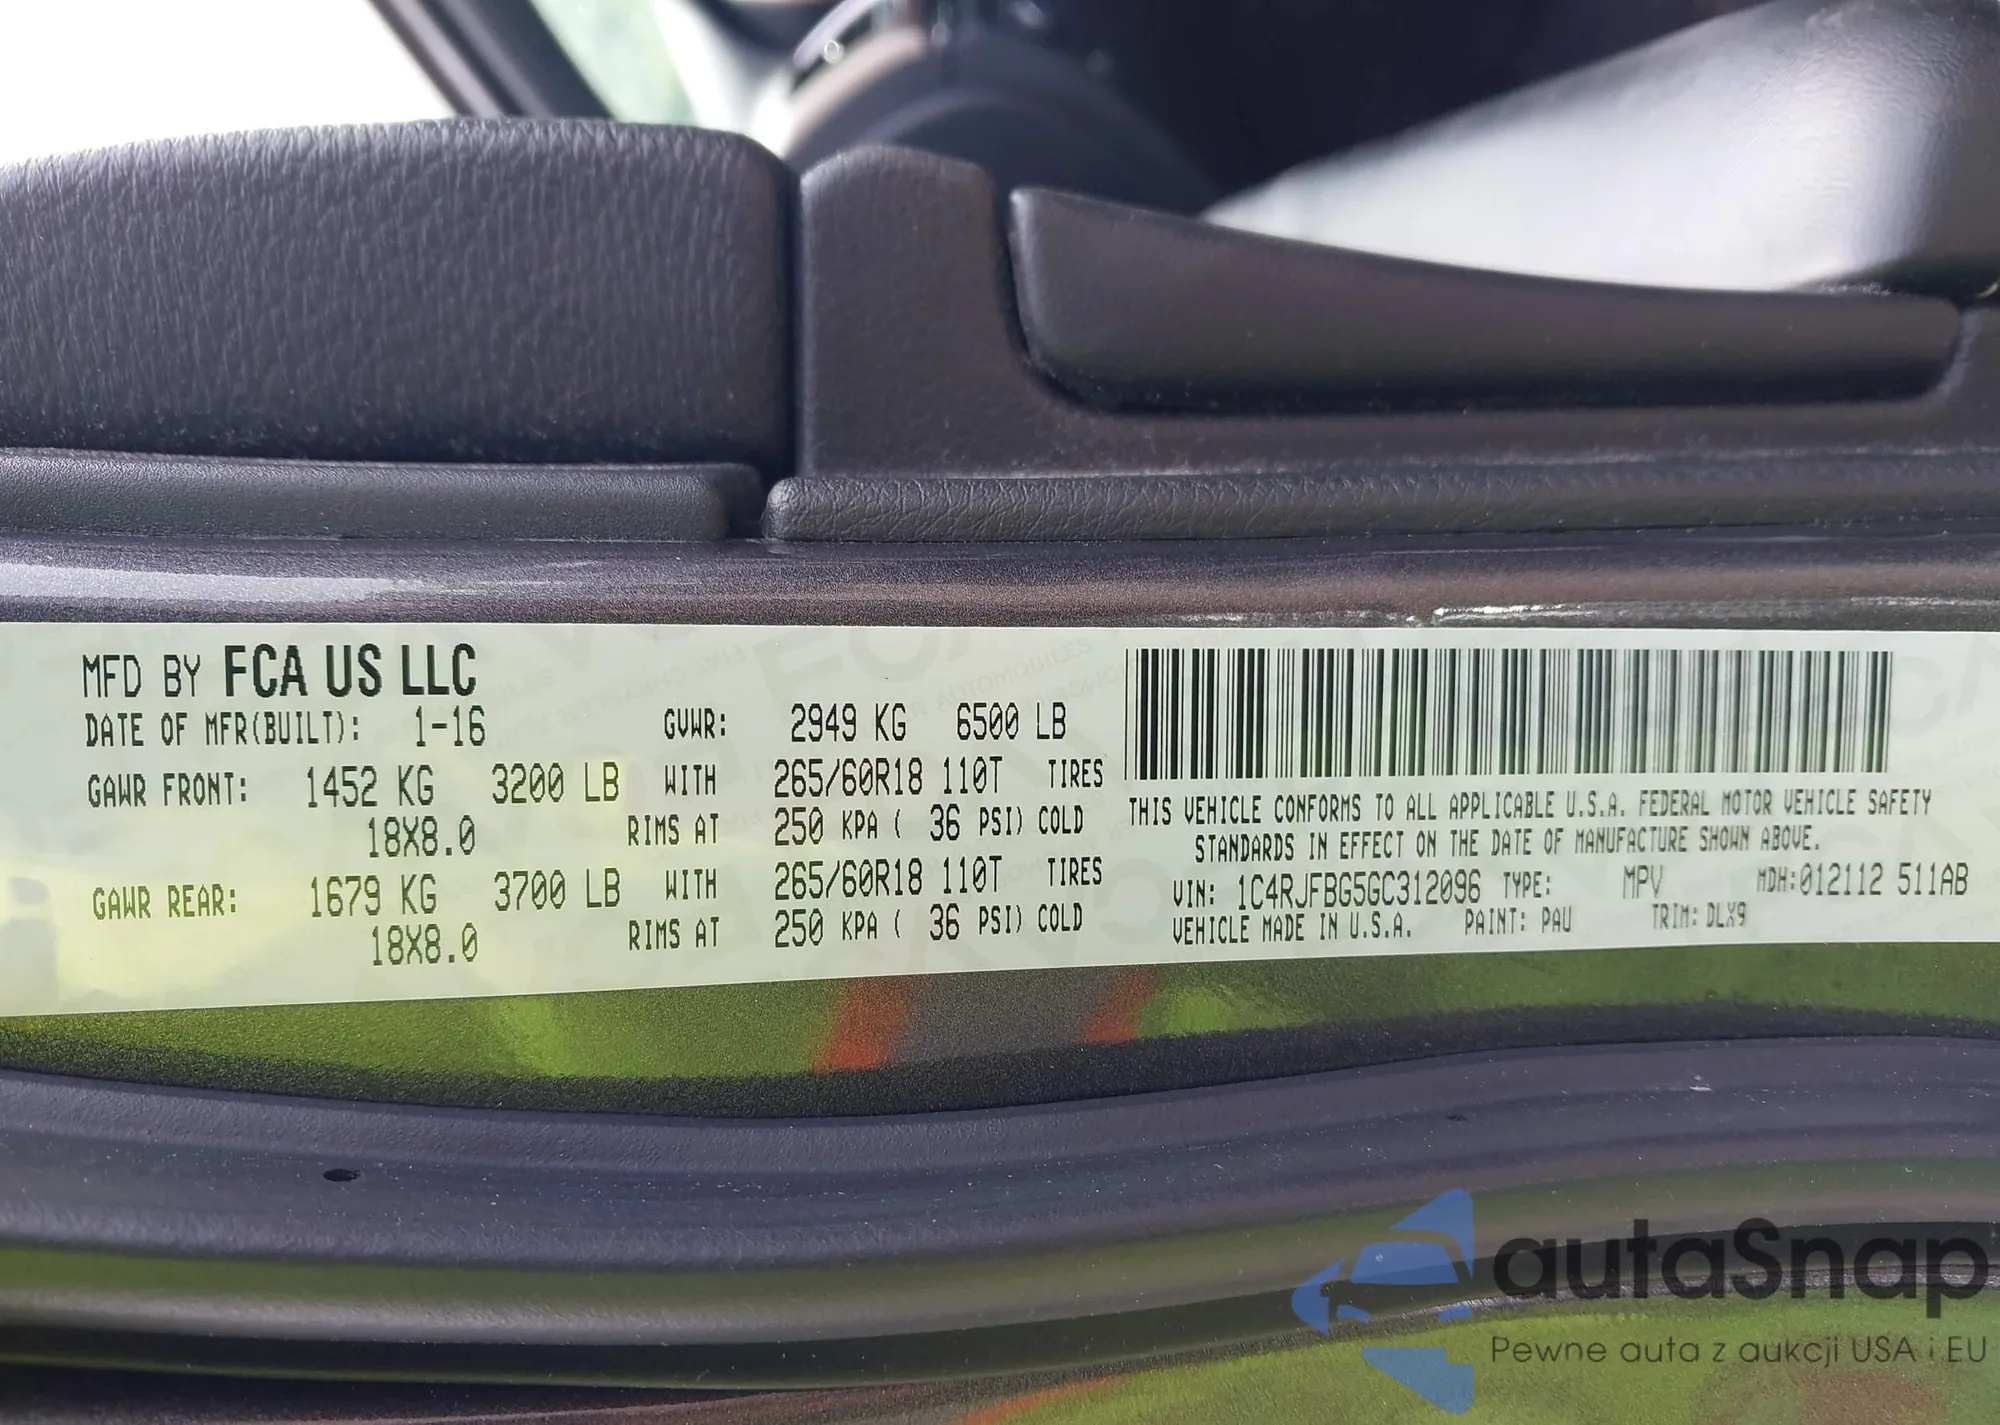 MFD BY FCA US LLC
DATE OF MFR(BUILT): 1-16 GVWR: 2949 KG 6500 LB
GAWR FRONT: 1452 KG 3200 LB WITH 265/60R18 110T TIRES
18X8.0 RIMS AT 250 KPA ( 36 PSI) COLD
GAWR REAR: 1679 KG 3700 LB WITH 265/60R18 110T TIRES
18X8.0 RIMS AT 250 KPA ( 36 PSI) COLD
THIS VEHICLE CONFORMS TO ALL APPLICABLE U.S.A. FEDERAL MOTOR VEHICLE SAFETY
STANDARDS IN EFFECT ON THE DATE OF MANUFACTURE SHOWN ABOVE.
VIN: 1C4RJFBG5GC312096 TYPE: MPV MDH:012112 511AB
VEHICLE MADE IN U.S.A. PAINT: PAU TRIM: DLX9
autaSnap
Pewne auta z aukcji USA i EU